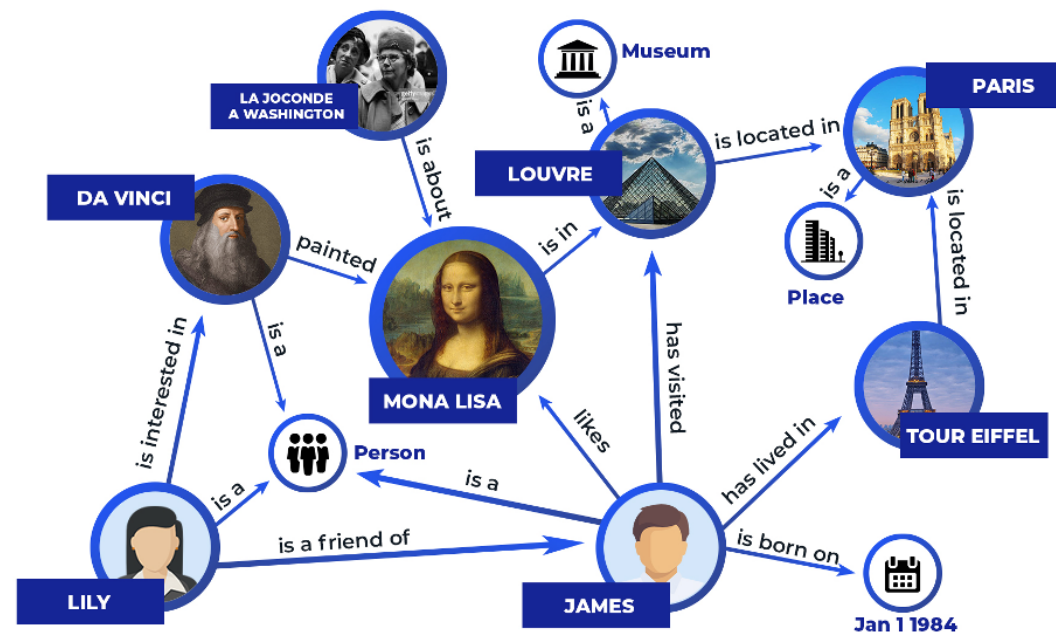 LA JOCONDE
A WASHINGTON
Museum
PARIS
is a
is located in
is about
LOUVRE
DA VINCI
is a
is located in
painted
is in
Place
is interested in
is a
has visited
MONA LISA
likes
TOUR EIFFEL
Person
has lived in
is a
is a
is a friend of
is born on
LILY
JAMES
Jan 1 1984